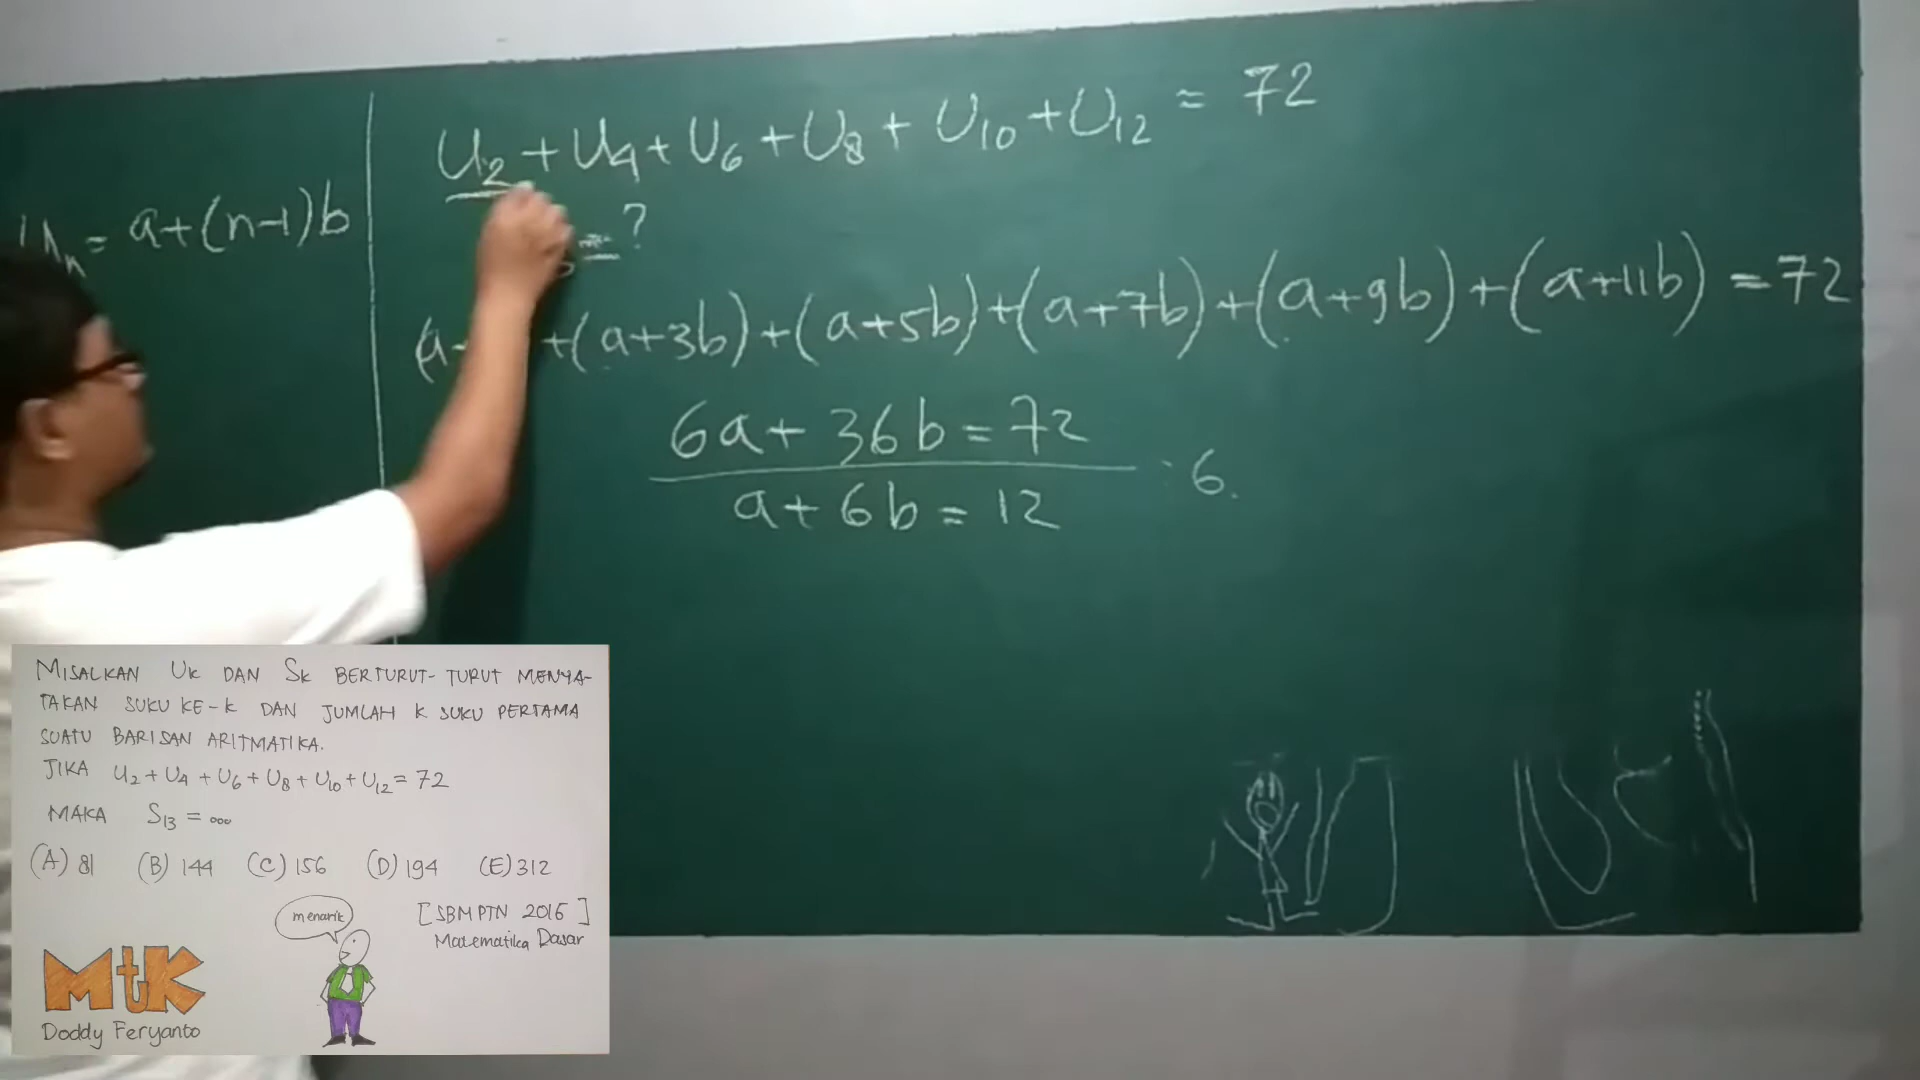 U2 + U4 + U6 + U8 + U10 + U12 = 72
= a+(n-1)b
= ?
(a +(a+3b)+(a+5b)+(a+7b)+(a+9b)+(a+11b) = 72
6a + 36b = 72
: 6.
a + 6b = 12
MISALKAN UK DAN SK BERTURUT-TURUT MENYA-
TAKAN SUKU KE-K DAN JUMLAH K SUKU PERTAMA
SUATU BARISAN ARITMATIKA.
JIKA U2 + U4 + U6 + U8 + U10 + U12 = 72
MAKA S13 = ...
(A) 81 (B) 144 (C) 156 (D) 194 (E) 312
menarik
[SBMPTN 2016]
Matematika Dasar
MtK
Doddy Feryanto